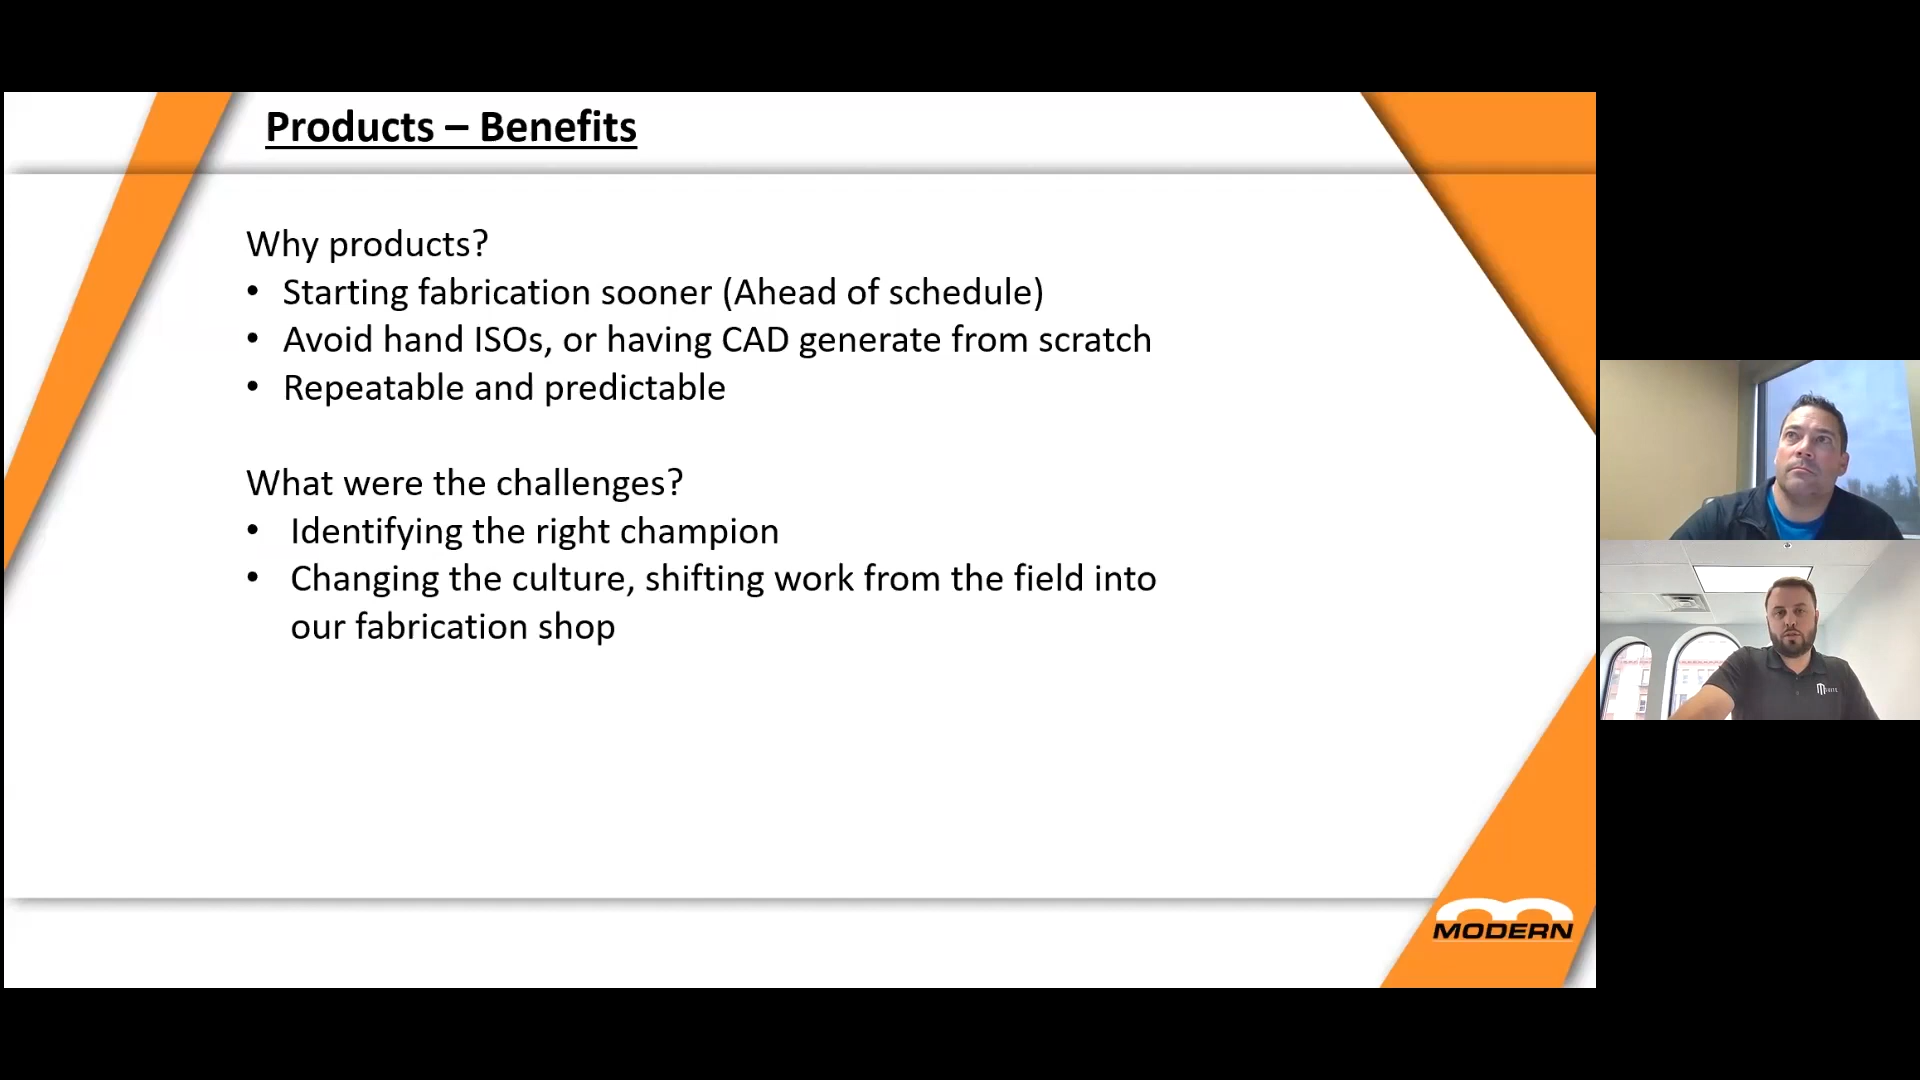 Products – Benefits
Why products?
• Starting fabrication sooner (Ahead of schedule)
• Avoid hand ISOs, or having CAD generate from scratch
• Repeatable and predictable
What were the challenges?
• Identifying the right champion
• Changing the culture, shifting work from the field into
our fabrication shop
MODERN